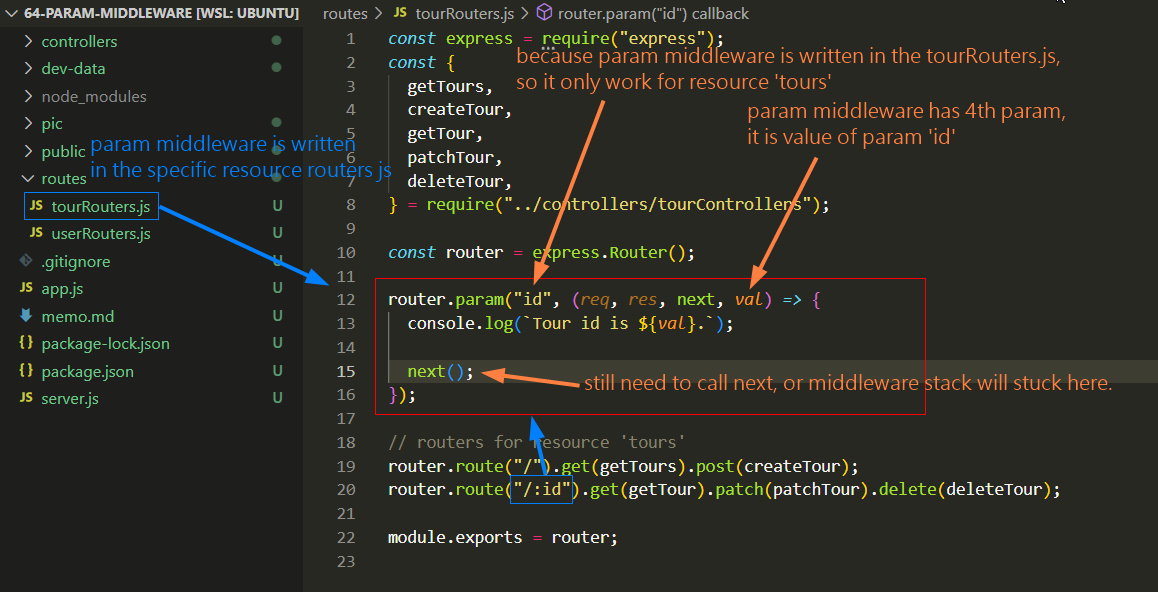 64-PARAM-MIDDLEWARE [WSL: UBUNTU]
controllers
dev-data
node_modules
pic
public
routes
JS tourRouters.js U
JS userRouters.js U
.gitignore U
JS app.js U
memo.md U
{} package-lock.json U
{} package.json U
JS server.js U
param middleware is written
in the specific resource routers js
routes > JS tourRouters.js > router.param("id") callback
1 const express = require("express");
2 const {
3 getTours,
4 createTour,
5 getTour,
6 patchTour,
7 deleteTour,
8 } = require("../controllers/tourControllers");
9
10 const router = express.Router();
11
12 router.param("id", (req, res, next, val) => {
13 console.log(`Tour id is ${val}.`);
14
15 next();
16 });
17
18 // routers for resource 'tours'
19 router.route("/").get(getTours).post(createTour);
20 router.route("/:id").get(getTour).patch(patchTour).delete(deleteTour);
21
22 module.exports = router;
23
because param middleware is written in the tourRouters.js,
so it only work for resource 'tours'
param middleware has 4th param,
it is value of param 'id'
still need to call next, or middleware stack will stuck here.